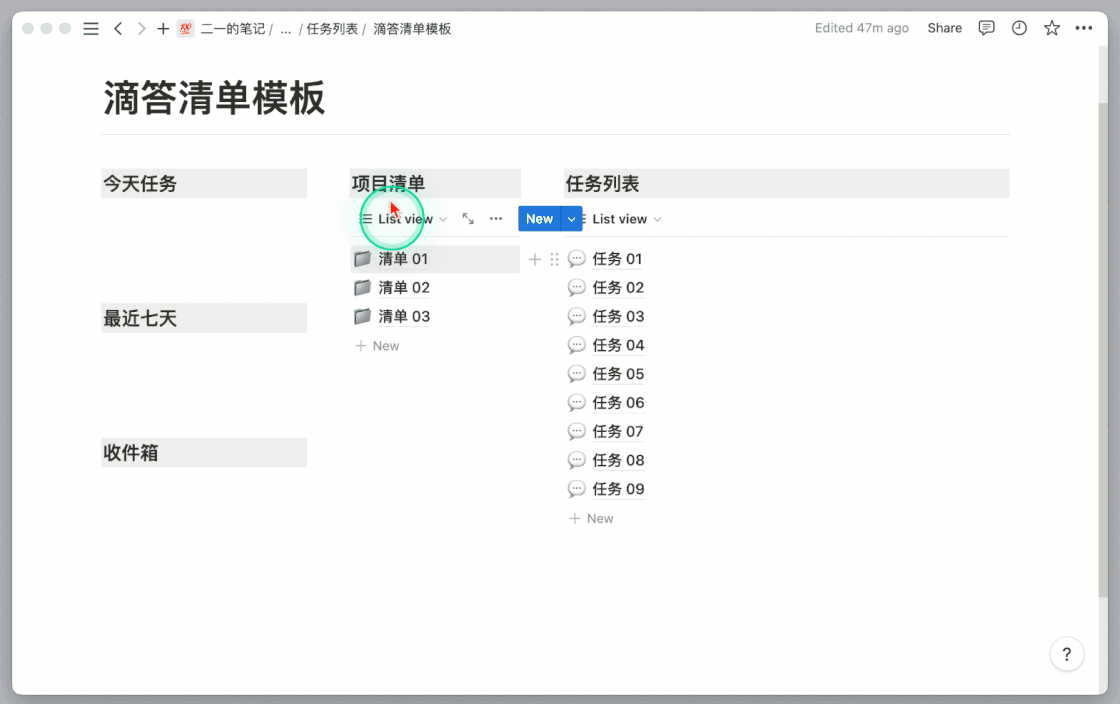 二一的笔记 / ... / 任务列表 / 滴答清单模板
Edited 47m ago Share
滴答清单模板
今天任务
最近七天
收件箱
项目清单
List view
New
清单 01
清单 02
清单 03
New
任务列表
List view
任务 01
任务 02
任务 03
任务 04
任务 05
任务 06
任务 07
任务 08
任务 09
New
?